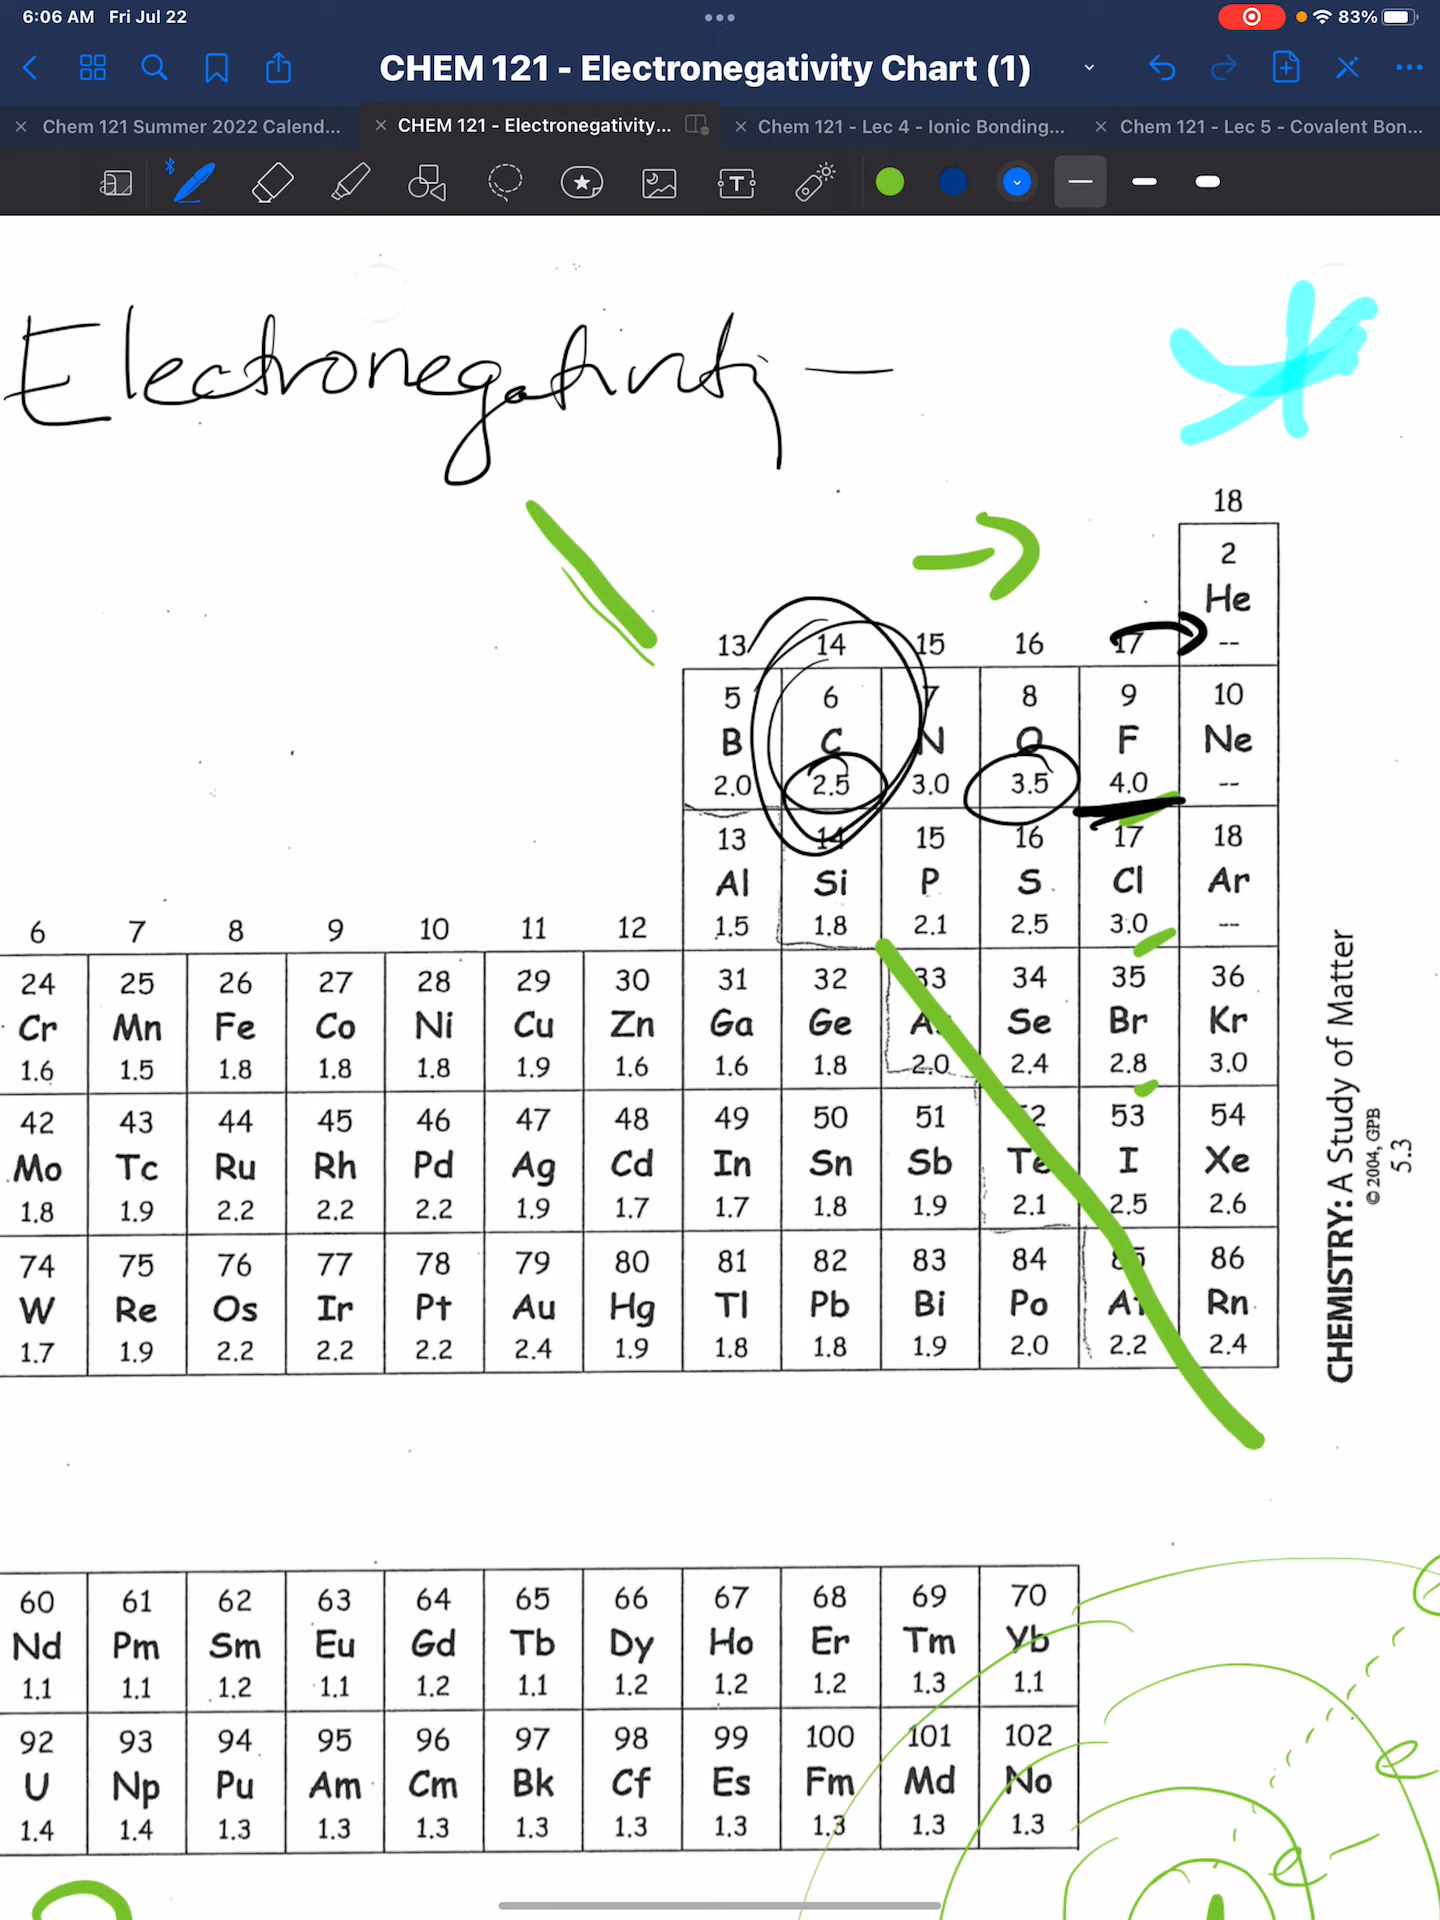 6:06 AM Fri Jul 22
83%
CHEM 121 - Electronegativity Chart (1)
Chem 121 Summer 2022 Calend...
CHEM 121 - Electronegativity...
Chem 121 - Lec 4 - Ionic Bonding...
Chem 121 - Lec 5 - Covalent Bon...
Electronegativity —
18
2
He
--
13 14 15 16 17
5 6 7 8 9 10
B C N O F Ne
2.0 2.5 3.0 3.5 4.0 --
13 14 15 16 17 18
Al Si P S Cl Ar
1.5 1.8 2.1 2.5 3.0 --
6 7 8 9 10 11 12
24 25 26 27 28 29 30 31 32 33 34 35 36
Cr Mn Fe Co Ni Cu Zn Ga Ge As Se Br Kr
1.6 1.5 1.8 1.8 1.8 1.9 1.6 1.6 1.8 2.0 2.4 2.8 3.0
42 43 44 45 46 47 48 49 50 51 52 53 54
Mo Tc Ru Rh Pd Ag Cd In Sn Sb Te I Xe
1.8 1.9 2.2 2.2 2.2 1.9 1.7 1.7 1.8 1.9 2.1 2.5 2.6
74 75 76 77 78 79 80 81 82 83 84 85 86
W Re Os Ir Pt Au Hg Tl Pb Bi Po At Rn
1.7 1.9 2.2 2.2 2.2 2.4 1.9 1.8 1.8 1.9 2.0 2.2 2.4
CHEMISTRY: A Study of Matter
© 2004, GPB
5.3
60 61 62 63 64 65 66 67 68 69 70
Nd Pm Sm Eu Gd Tb Dy Ho Er Tm Yb
1.1 1.1 1.2 1.1 1.2 1.1 1.2 1.2 1.2 1.3 1.1
92 93 94 95 96 97 98 99 100 101 102
U Np Pu Am Cm Bk Cf Es Fm Md No
1.4 1.4 1.3 1.3 1.3 1.3 1.3 1.3 1.3 1.3 1.3